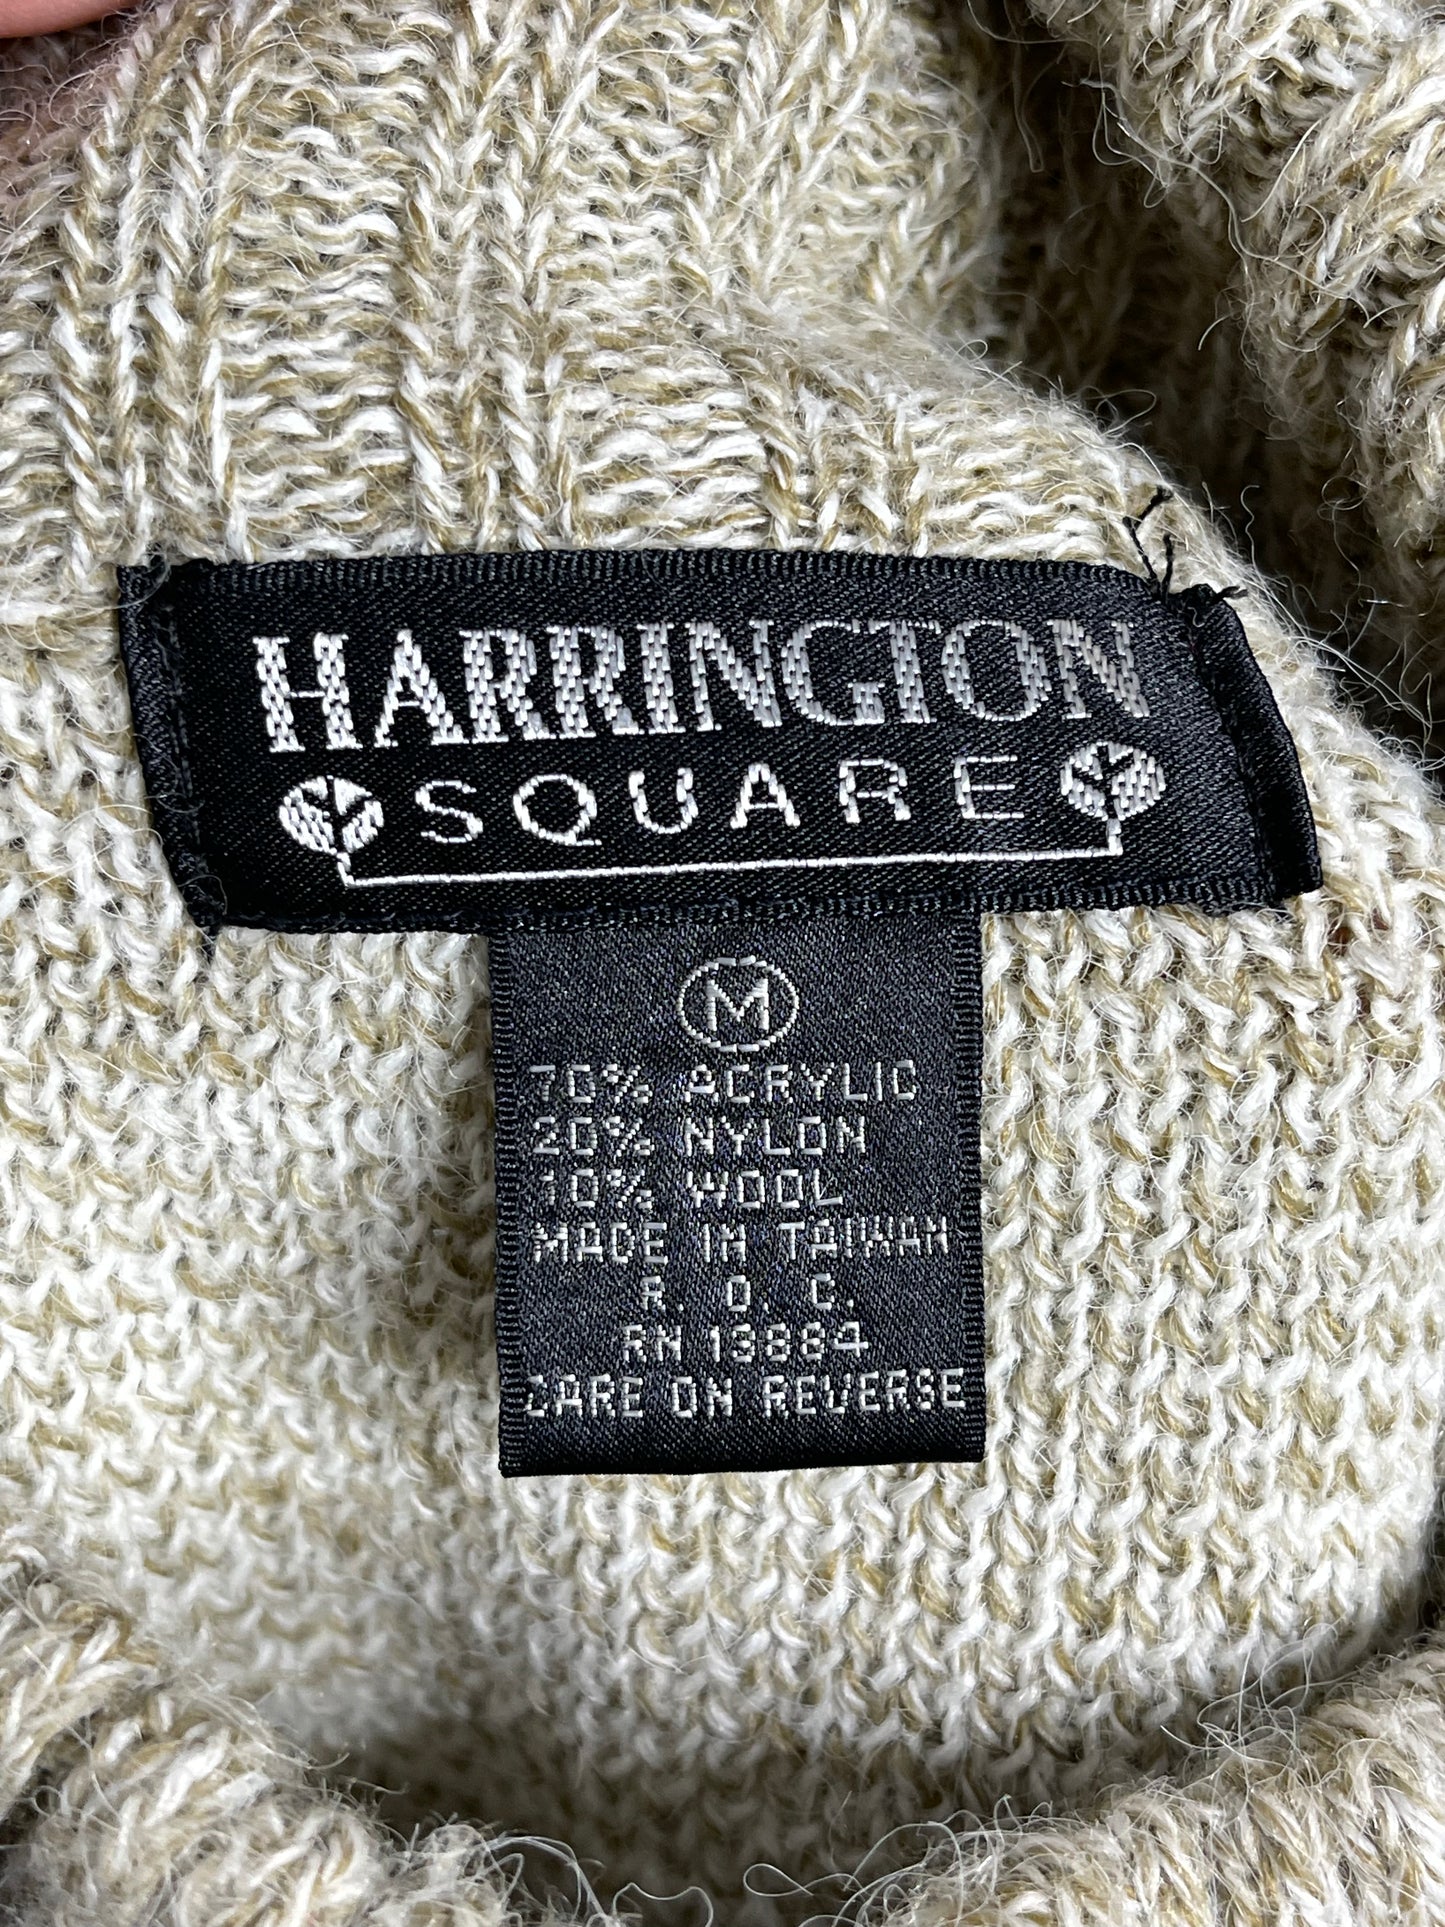 HARRINGTON
SQUARE
M
70% ACRYLIC
20% NYLON
10% WOOL
MADE IN TAIWAN
R. O. C.
RN 13884
CARE ON REVERSE